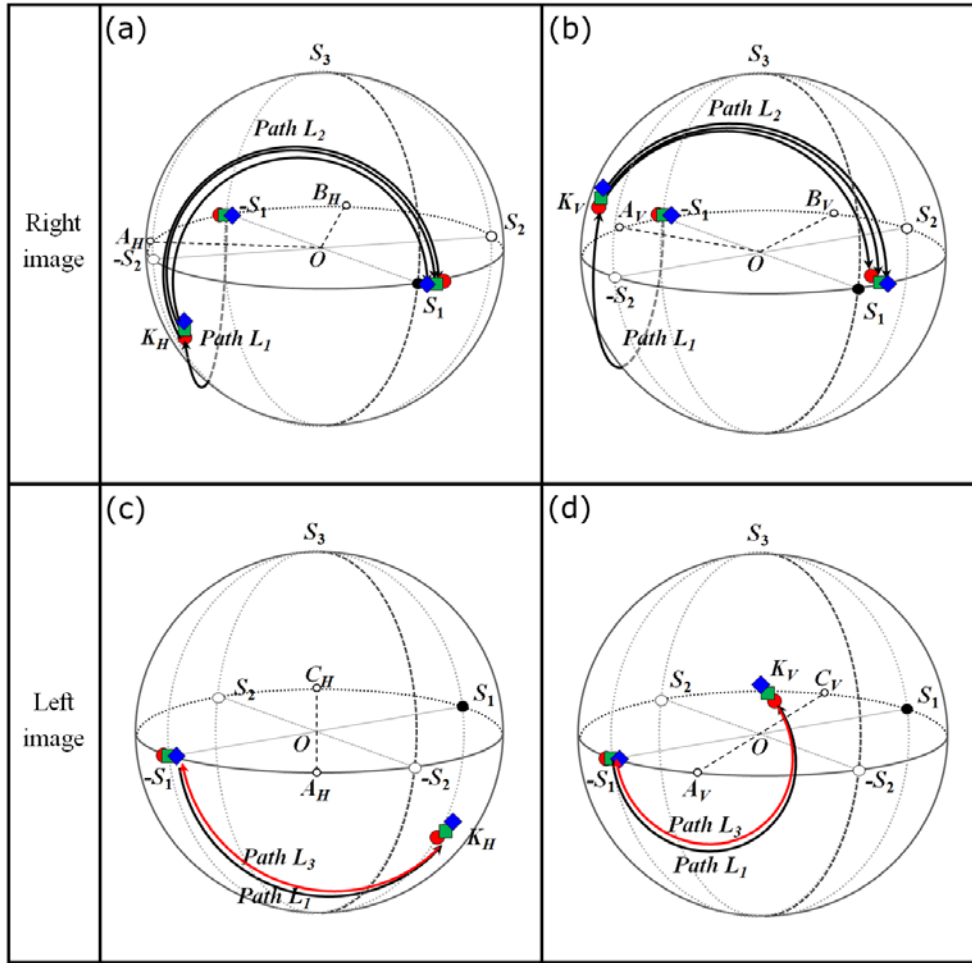 (a)
S3
Path L2
BH
-S1
S2
AH
-S2
O
S1
KH
Path L1
Right
image
(b)
S3
Path L2
KV
AV
-S1
BV
S2
O
-S2
S1
Path L1
(c)
S3
CH
S2
S1
O
-S1
AH
-S2
KH
Path L3
Path L1
Left
image
(d)
S3
KV
CV
S2
S1
O
-S1
AV
-S2
Path L3
Path L1